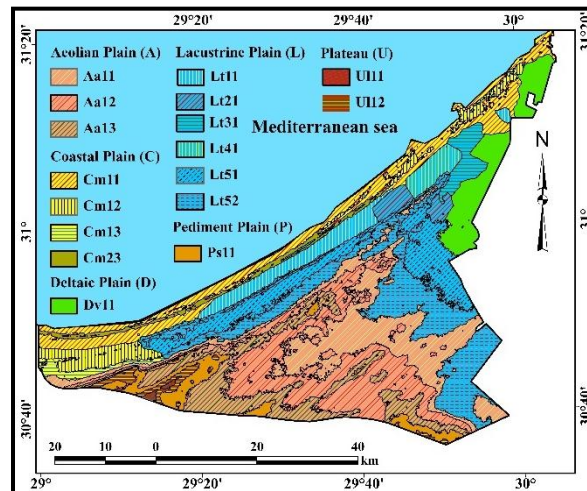 29°20' 29°40' 30°
31°20' 31°20'
Aeolian Plain (A) Lacustrine Plain (L) Plateau (U)
Aa11 Lt11 Ul11
Aa12 Lt21 Ul12
Aa13 Lt31 Mediterranean sea
Coastal Plain (C) Lt41 N
Cm11 Lt51
Cm12 Lt52
31° 31°
Cm13 Pediment Plain (P)
Cm23 Ps11
Deltaic Plain (D)
Dv11
30°40' 30°40'
20 10 0 20 40
km
29° 29°20' 29°40' 30°